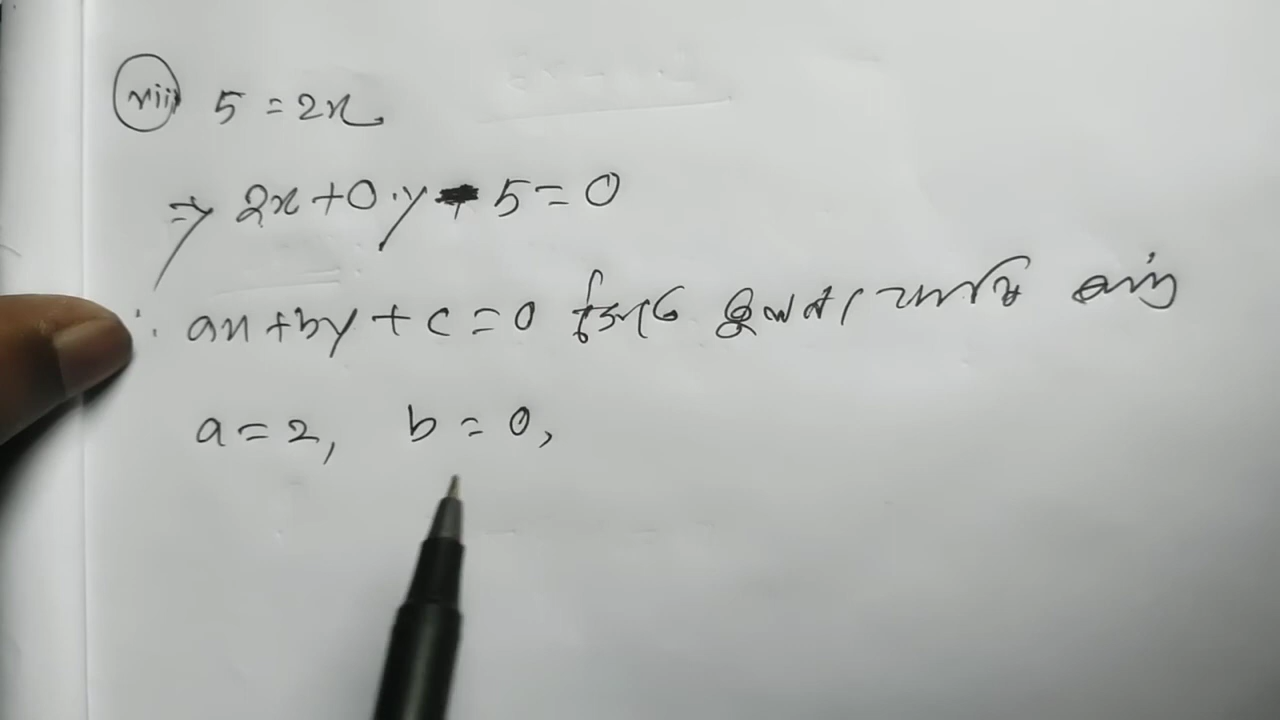 viii 5 = 2x
⇒ 2x + 0.y - 5 = 0
∴ ax + by + c = 0
a = 2, b = 0,